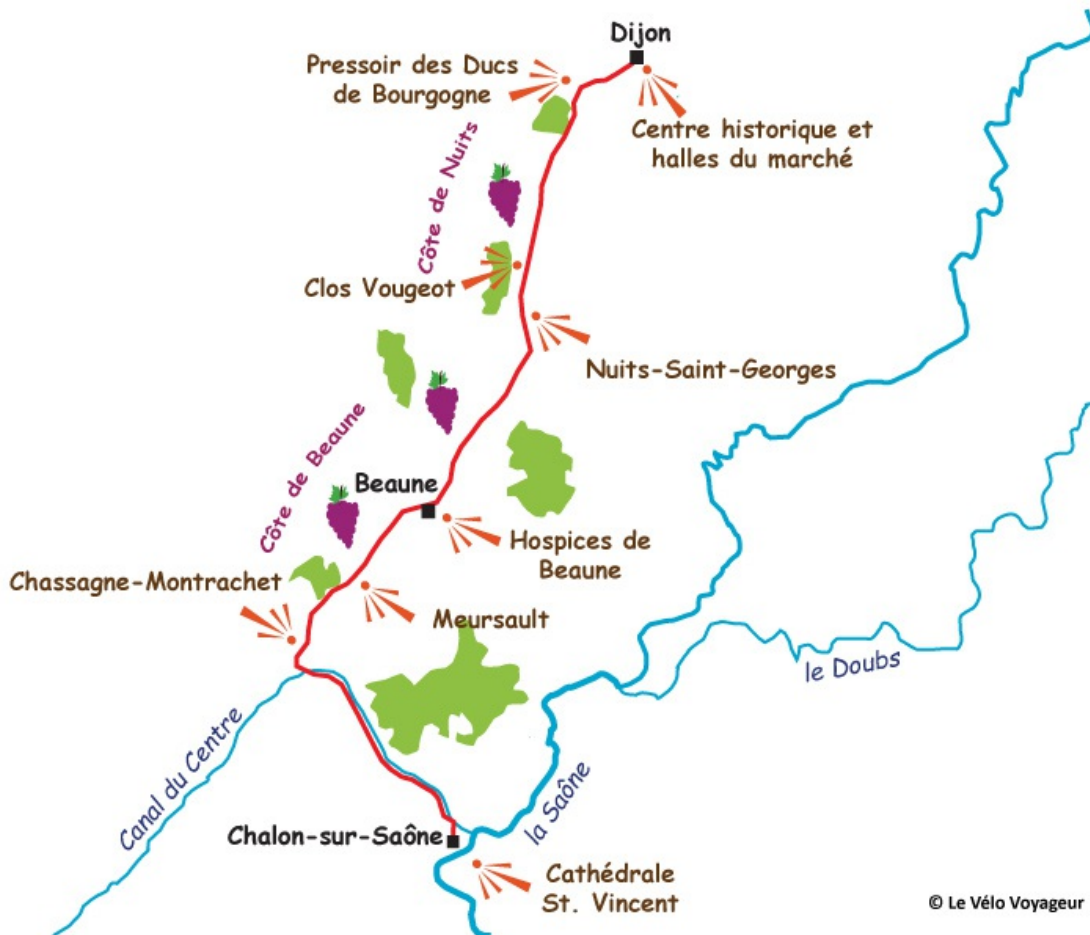 Dijon
Pressoir des Ducs
de Bourgogne
Centre historique et
halles du marché
Côte de Nuits
Clos Vougeot
Nuits-Saint-Georges
Côte de Beaune
Beaune
Hospices de
Beaune
Chassagne-Montrachet
Meursault
le Doubs
Canal du Centre
la Saône
Chalon-sur-Saône
Cathédrale
St. Vincent
© Le Vélo Voyageur